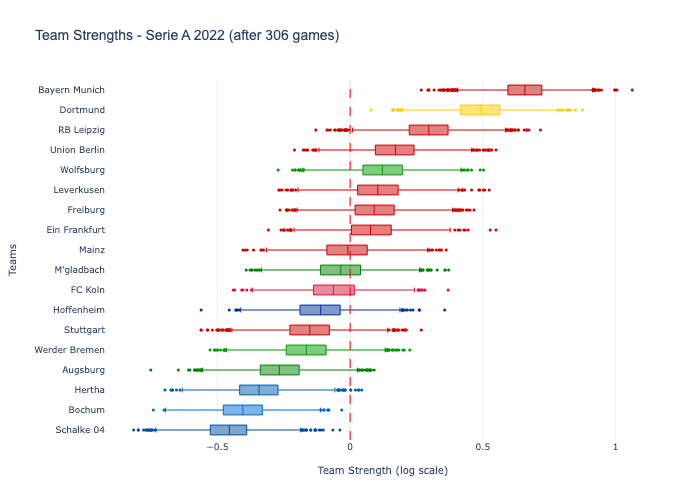 Team Strengths - Serie A 2022 (after 306 games)
Bayern Munich
Dortmund
RB Leipzig
Union Berlin
Wolfsburg
Leverkusen
Freiburg
Ein Frankfurt
Mainz
M'gladbach
FC Koln
Hoffenheim
Stuttgart
Werder Bremen
Augsburg
Hertha
Bochum
Schalke 04
Teams
−0.5 0 0.5 1
Team Strength (log scale)